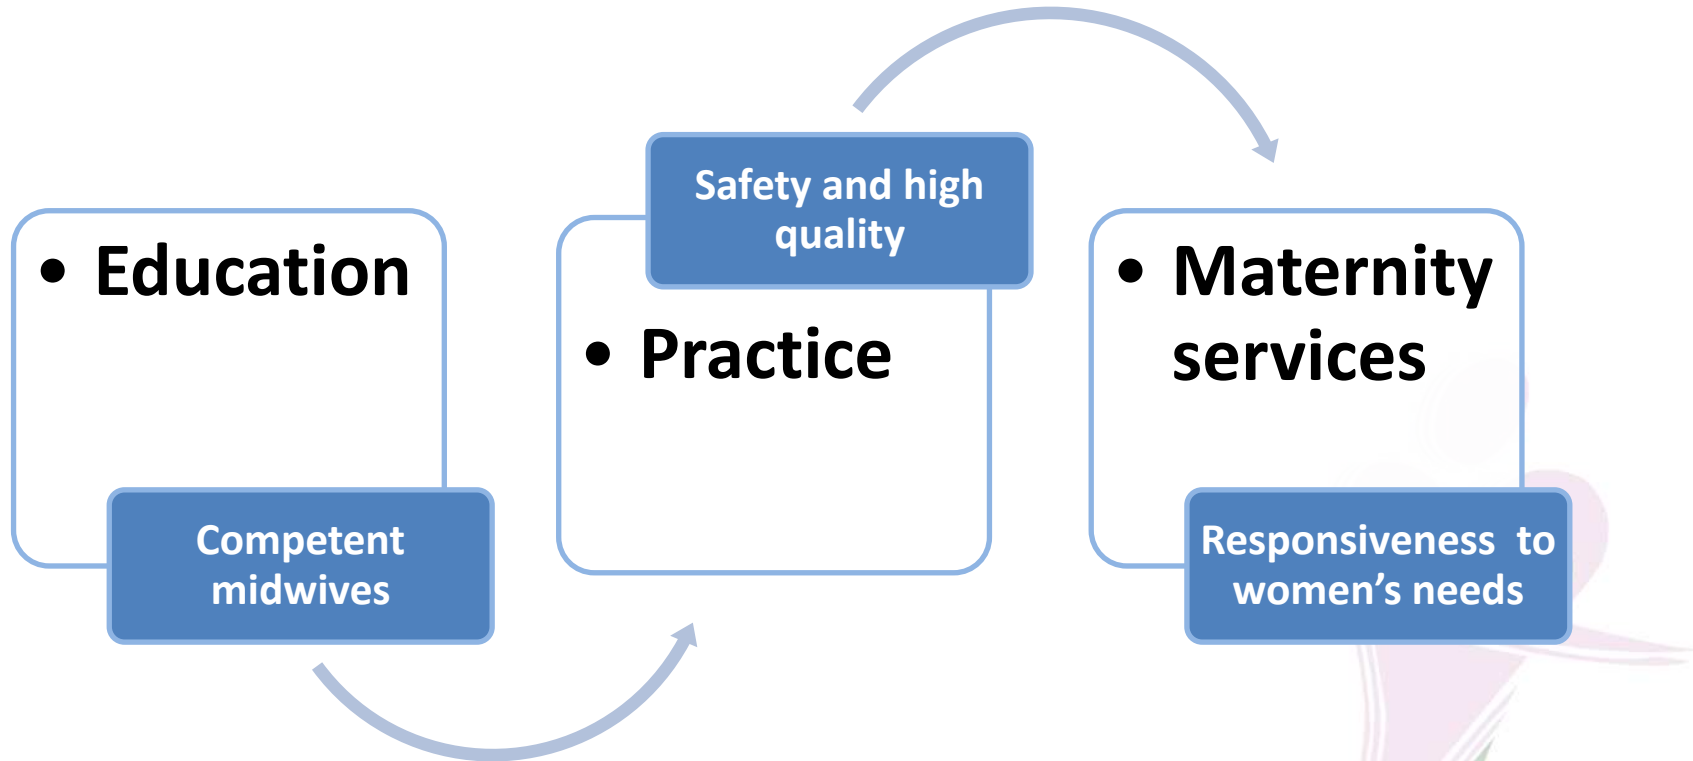 • Education
Competent
midwives
Safety and high
quality
• Practice
• Maternity
services
Responsiveness  to
women’s needs